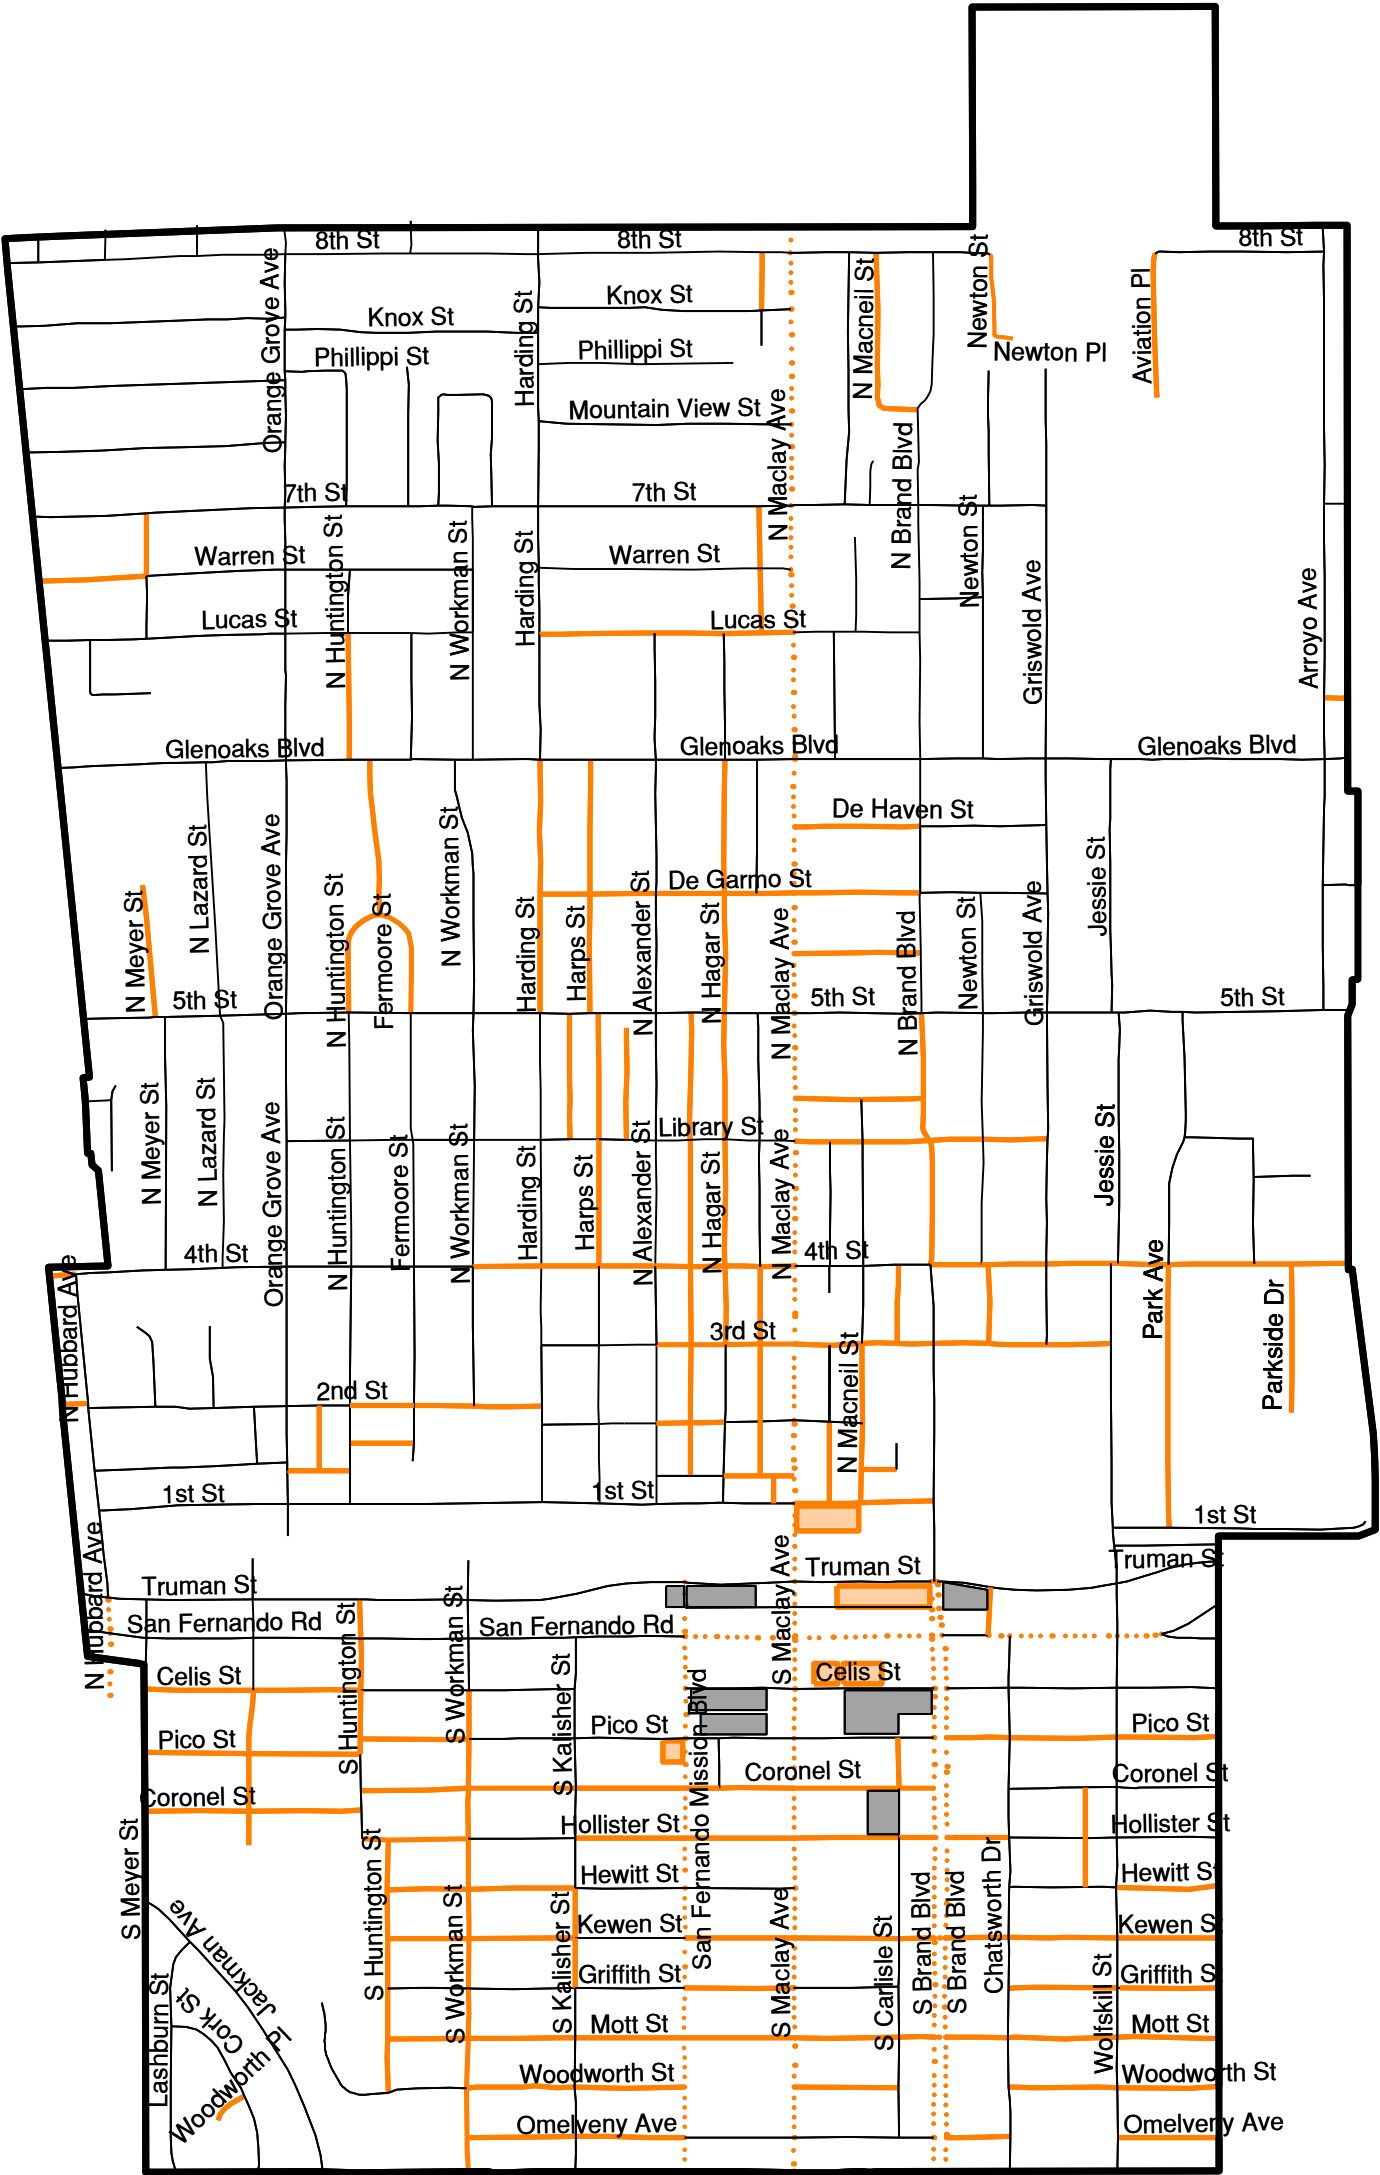 8th St
8th St
8th St
Orange Grove Ave
Knox St
Knox St
Harding St
N Macneil St
Newton St
Newton Pl
Aviation Pl
Phillippi St
Phillippi St
Mountain View St
N Maclay Ave
N Brand Blvd
7th St
7th St
Warren St
Warren St
N Huntington St
N Workman St
Harding St
Newton St
Griswold Ave
Arroyo Ave
Lucas St
Lucas St
Glenoaks Blvd
Glenoaks Blvd
Glenoaks Blvd
De Haven St
De Garmo St
N Meyer St
N Lazard St
Orange Grove Ave
N Huntington St
Fermoore St
N Workman St
Harding St
Harps St
N Alexander St
N Hagar St
N Maclay Ave
N Brand Blvd
Newton St
Griswold Ave
Jessie St
5th St
5th St
5th St
Library St
N Meyer St
N Lazard St
Orange Grove Ave
N Huntington St
Fermoore St
N Workman St
Harding St
Harps St
N Alexander St
N Hagar St
N Maclay Ave
Jessie St
4th St
4th St
N Hubbard Ave
Park Ave
Parkside Dr
3rd St
N Macneil St
2nd St
1st St
1st St
1st St
N Hubbard Ave
Truman St
Truman St
Truman St
San Fernando Rd
San Fernando Rd
S Huntington St
S Workman St
S Kalisher St
S Maclay Ave
Celis St
Celis St
San Fernando Mission Blvd
Pico St
Pico St
Pico St
Coronel St
Coronel St
Coronel St
Hollister St
Hollister St
Hewitt St
Hewitt St
S Meyer St
S Huntington St
S Workman St
S Kalisher St
S Maclay Ave
S Carlisle St
S Brand Blvd
S Brand Blvd
Chatsworth Dr
Wolfskill St
Kewen St
Kewen St
Griffith St
Griffith St
Mott St
Mott St
Jackman Ave
Cork St
Lashburn St
Woodworth Pl
Woodworth St
Woodworth St
Omelveny Ave
Omelveny Ave